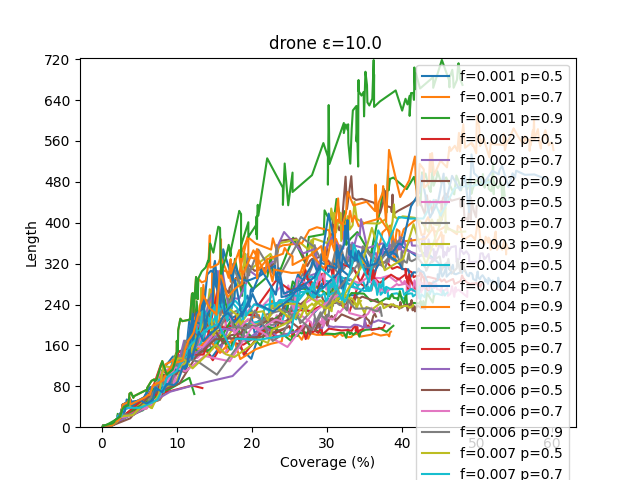 drone ε=10.0
720
640
560
480
400
320
240
160
80
0
Length
0 10 20 30 40 50 60
Coverage (%)
f=0.001 p=0.5
f=0.001 p=0.7
f=0.001 p=0.9
f=0.002 p=0.5
f=0.002 p=0.7
f=0.002 p=0.9
f=0.003 p=0.5
f=0.003 p=0.7
f=0.003 p=0.9
f=0.004 p=0.5
f=0.004 p=0.7
f=0.004 p=0.9
f=0.005 p=0.5
f=0.005 p=0.7
f=0.005 p=0.9
f=0.006 p=0.5
f=0.006 p=0.7
f=0.006 p=0.9
f=0.007 p=0.5
f=0.007 p=0.7